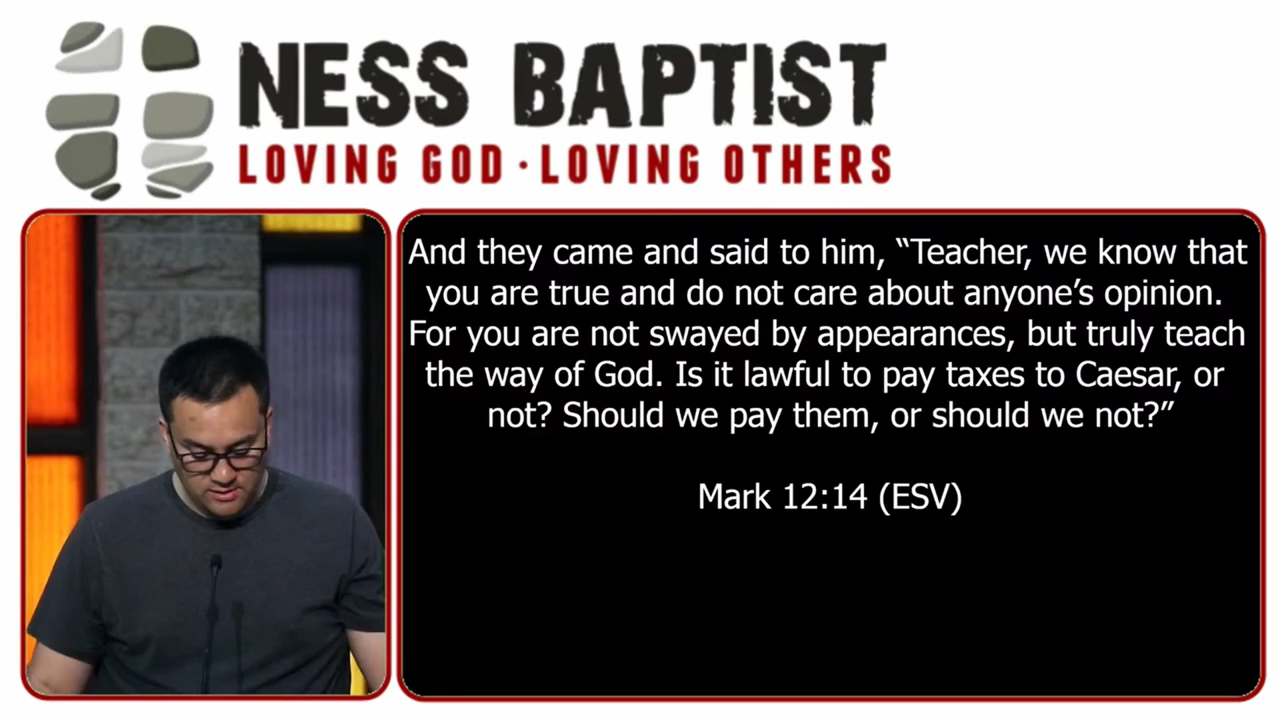 NESS BAPTIST
LOVING GOD · LOVING OTHERS
And they came and said to him, “Teacher, we know that
you are true and do not care about anyone’s opinion.
For you are not swayed by appearances, but truly teach
the way of God. Is it lawful to pay taxes to Caesar, or
not? Should we pay them, or should we not?”
Mark 12:14 (ESV)